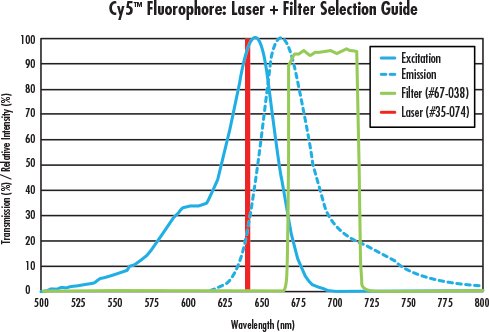 Cy5™ Fluorophore: Laser + Filter Selection Guide
Transmission (%) / Relative Intensity (%)
100
90
80
70
60
50
40
30
20
10
0
Excitation
Emission
Filter (#67-038)
Laser (#35-074)
500 525 550 575 600 625 650 675 700 725 750 775 800
Wavelength (nm)